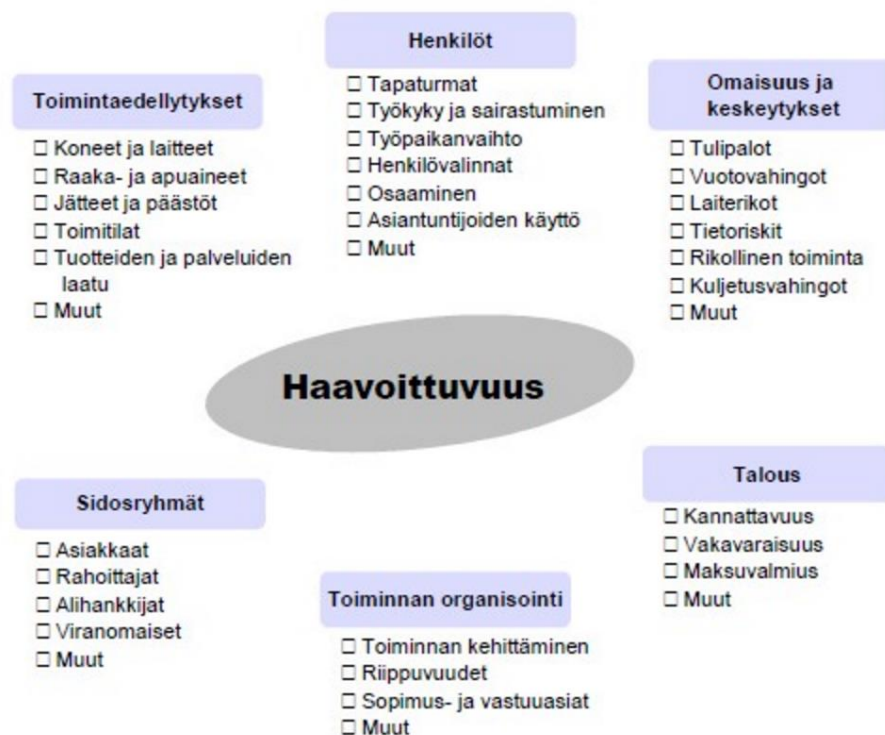 Henkilöt
☐ Tapaturmat
☐ Työkyky ja sairastuminen
☐ Työpaikanvaihto
☐ Henkilövalinnat
☐ Osaaminen
☐ Asiantuntijoiden käyttö
☐ Muut
Toimintaedellytykset
☐ Koneet ja laitteet
☐ Raaka- ja apuaineet
☐ Jätteet ja päästöt
☐ Toimitilat
☐ Tuotteiden ja palveluiden
laatu
☐ Muut
Omaisuus ja
keskeytykset
☐ Tulipalot
☐ Vuotovahingot
☐ Laiterikot
☐ Tietoriskit
☐ Rikollinen toiminta
☐ Kuljetusvahingot
☐ Muut
Haavoittuvuus
Sidosryhmät
☐ Asiakkaat
☐ Rahoittajat
☐ Alihankkijat
☐ Viranomaiset
☐ Muut
Toiminnan organisointi
☐ Toiminnan kehittäminen
☐ Riippuvuudet
☐ Sopimus- ja vastuuasiat
☐ Muut
Talous
☐ Kannattavuus
☐ Vakavaraisuus
☐ Maksuvalmius
☐ Muut